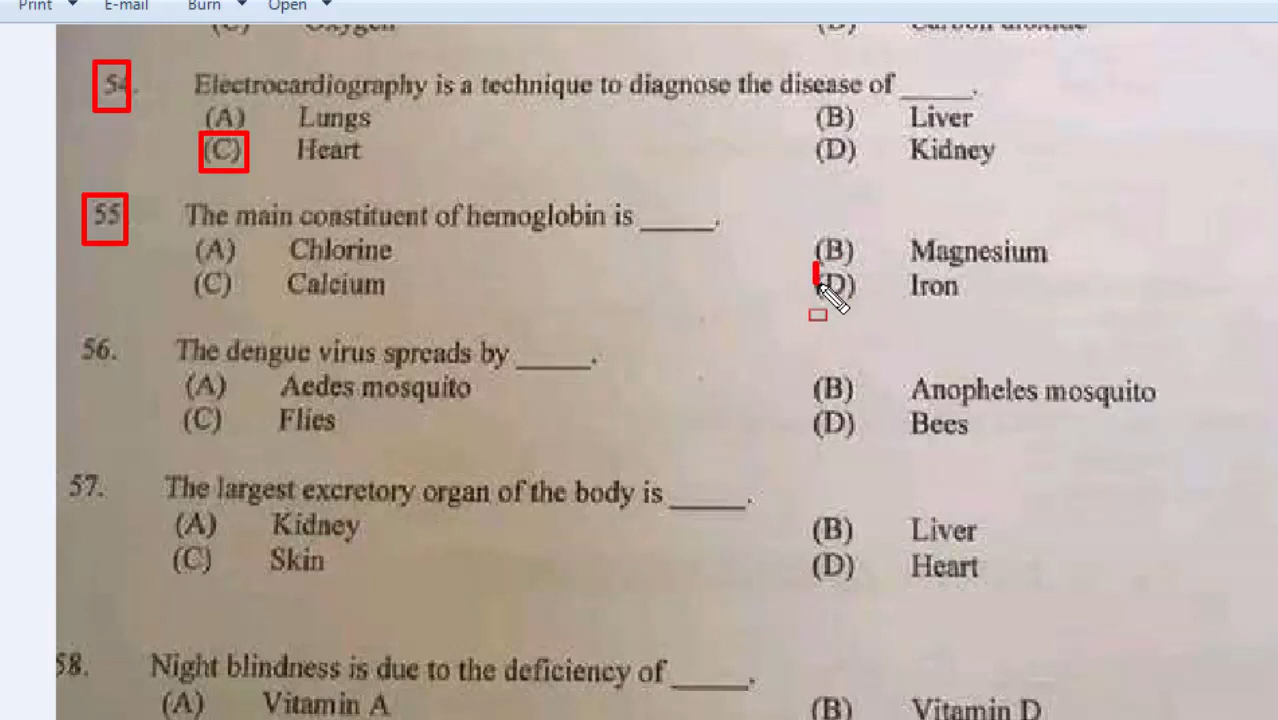 Print E-mail Burn Open
(C) Oxygen (D) Carbon dioxide
54. Electrocardiography is a technique to diagnose the disease of _____.
(A) Lungs (B) Liver
(C) Heart (D) Kidney
55 The main constituent of hemoglobin is _____.
(A) Chlorine (B) Magnesium
(C) Calcium (D) Iron
56. The dengue virus spreads by _____.
(A) Aedes mosquito (B) Anopheles mosquito
(C) Flies (D) Bees
57. The largest excretory organ of the body is _____.
(A) Kidney (B) Liver
(C) Skin (D) Heart
58. Night blindness is due to the deficiency of _____.
(A) Vitamin A (B) Vitamin D